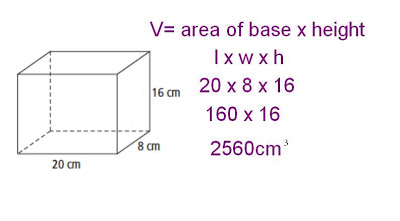 V= area of base x height
l x w x h
20 x 8 x 16
160 x 16
2560cm³
16 cm
8 cm
20 cm